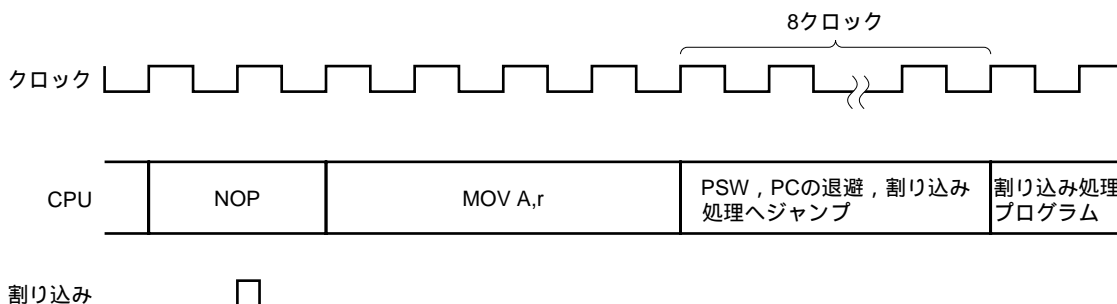 8クロック
クロック
CPU
NOP
MOV A,r
PSW，PCの退避，割り込み
処理へジャンプ
割り込み処理
プログラム
割り込み